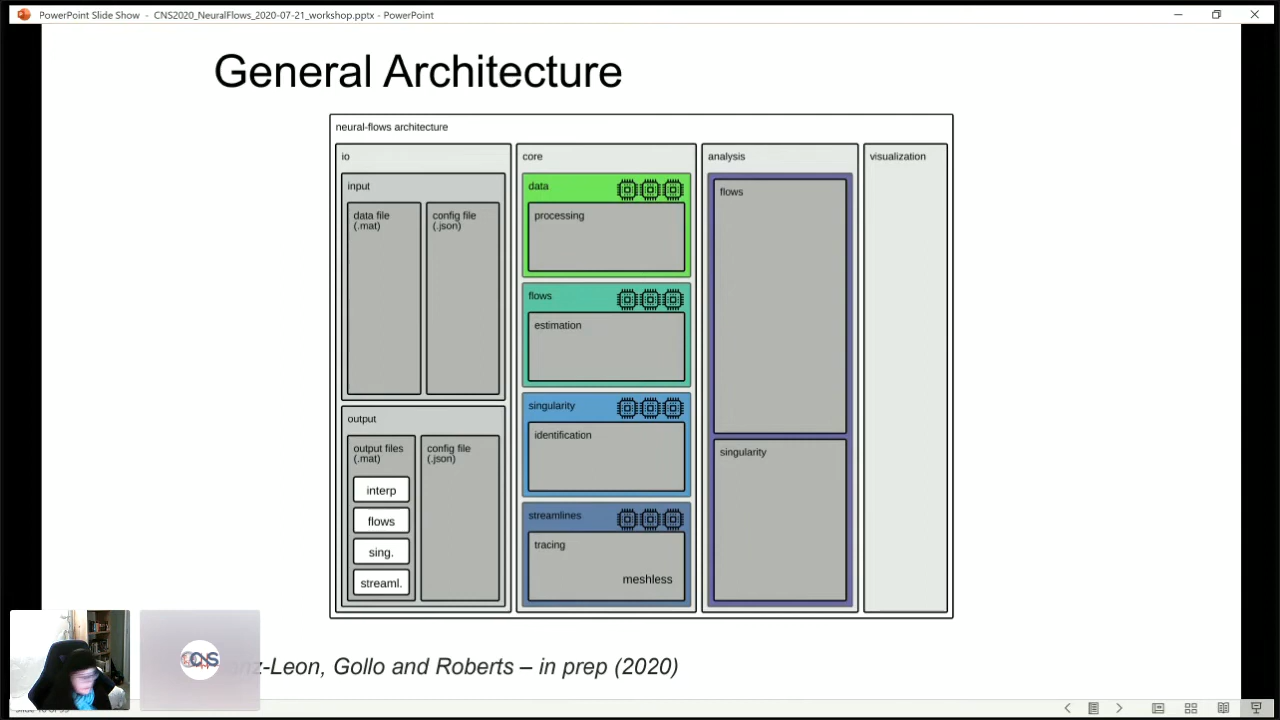 PowerPoint Slide Show - CNS2020_NeuralFlows_2020-07-21_workshop.pptx - PowerPoint
General Architecture
neural-flows architecture
io
input
data file
(.mat)
config file
(.json)
output
output files
(.mat)
interp
flows
sing.
streaml.
config file
(.json)
core
data
processing
flows
estimation
singularity
identification
streamlines
tracing
meshless
analysis
flows
singularity
visualization
CNS
-Leon, Gollo and Roberts – in prep (2020)